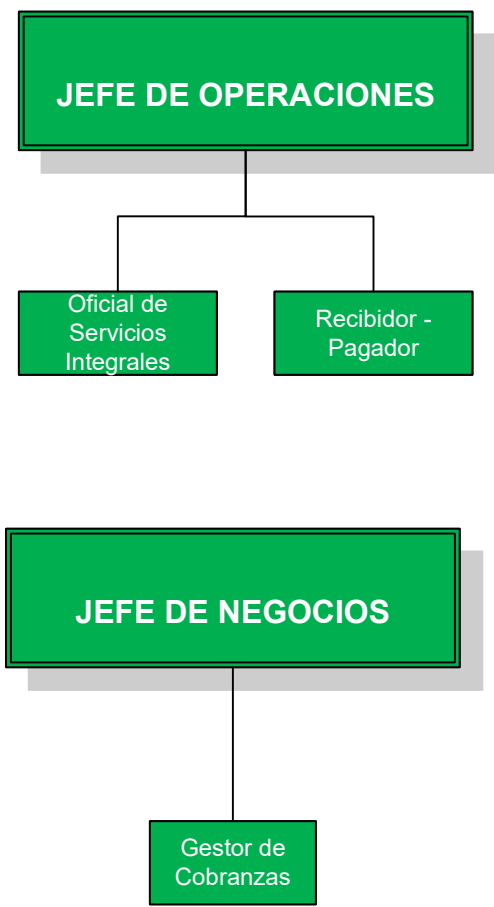 JEFE DE OPERACIONES
Oficial de
Servicios
Integrales
Recibidor -
Pagador
JEFE DE NEGOCIOS
Gestor de
Cobranzas